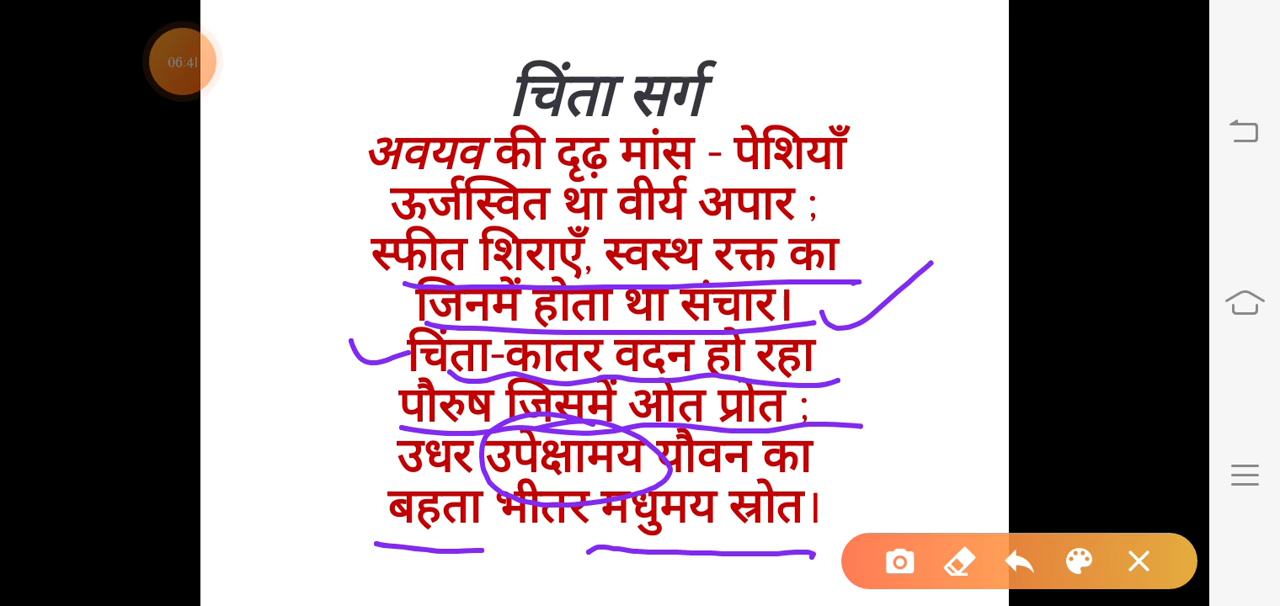 06:41
चिंता सर्ग
अवयव की दृढ़ मांस - पेशियाँ
ऊर्जस्वित था वीर्य अपार ;
स्फीत शिराएँ, स्वस्थ रक्त का
जिनमें होता था संचार।
चिंता-कातर वदन हो रहा
पौरुष जिसमें ओत प्रोत ;
उधर उपेक्षामय यौवन का
बहता भीतर मधुमय स्रोत।